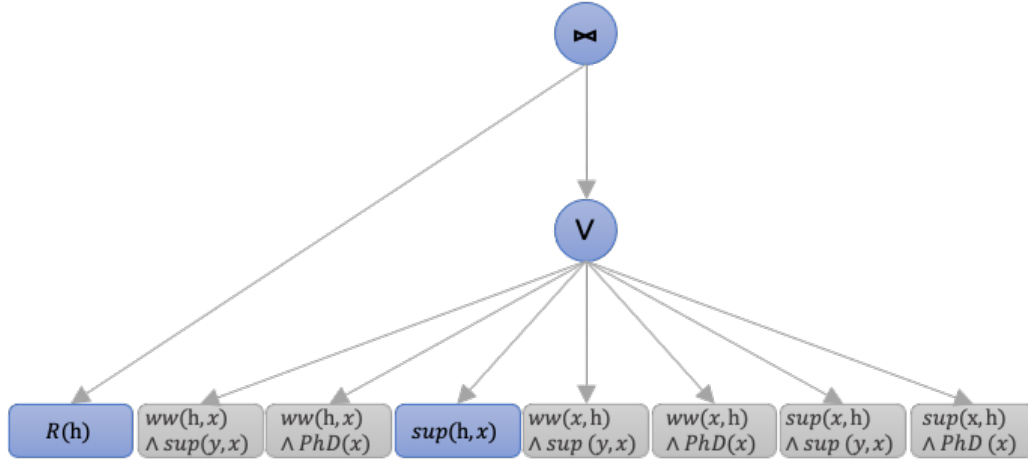 ⋈
∨
R(h)
ww(h,x)
∧ sup(y,x)
ww(h,x)
∧ PhD(x)
sup(h,x)
ww(x,h)
∧ sup (y,x)
ww(x,h)
∧ PhD(x)
sup(x,h)
∧ sup (y,x)
sup(x,h)
∧ PhD (x)